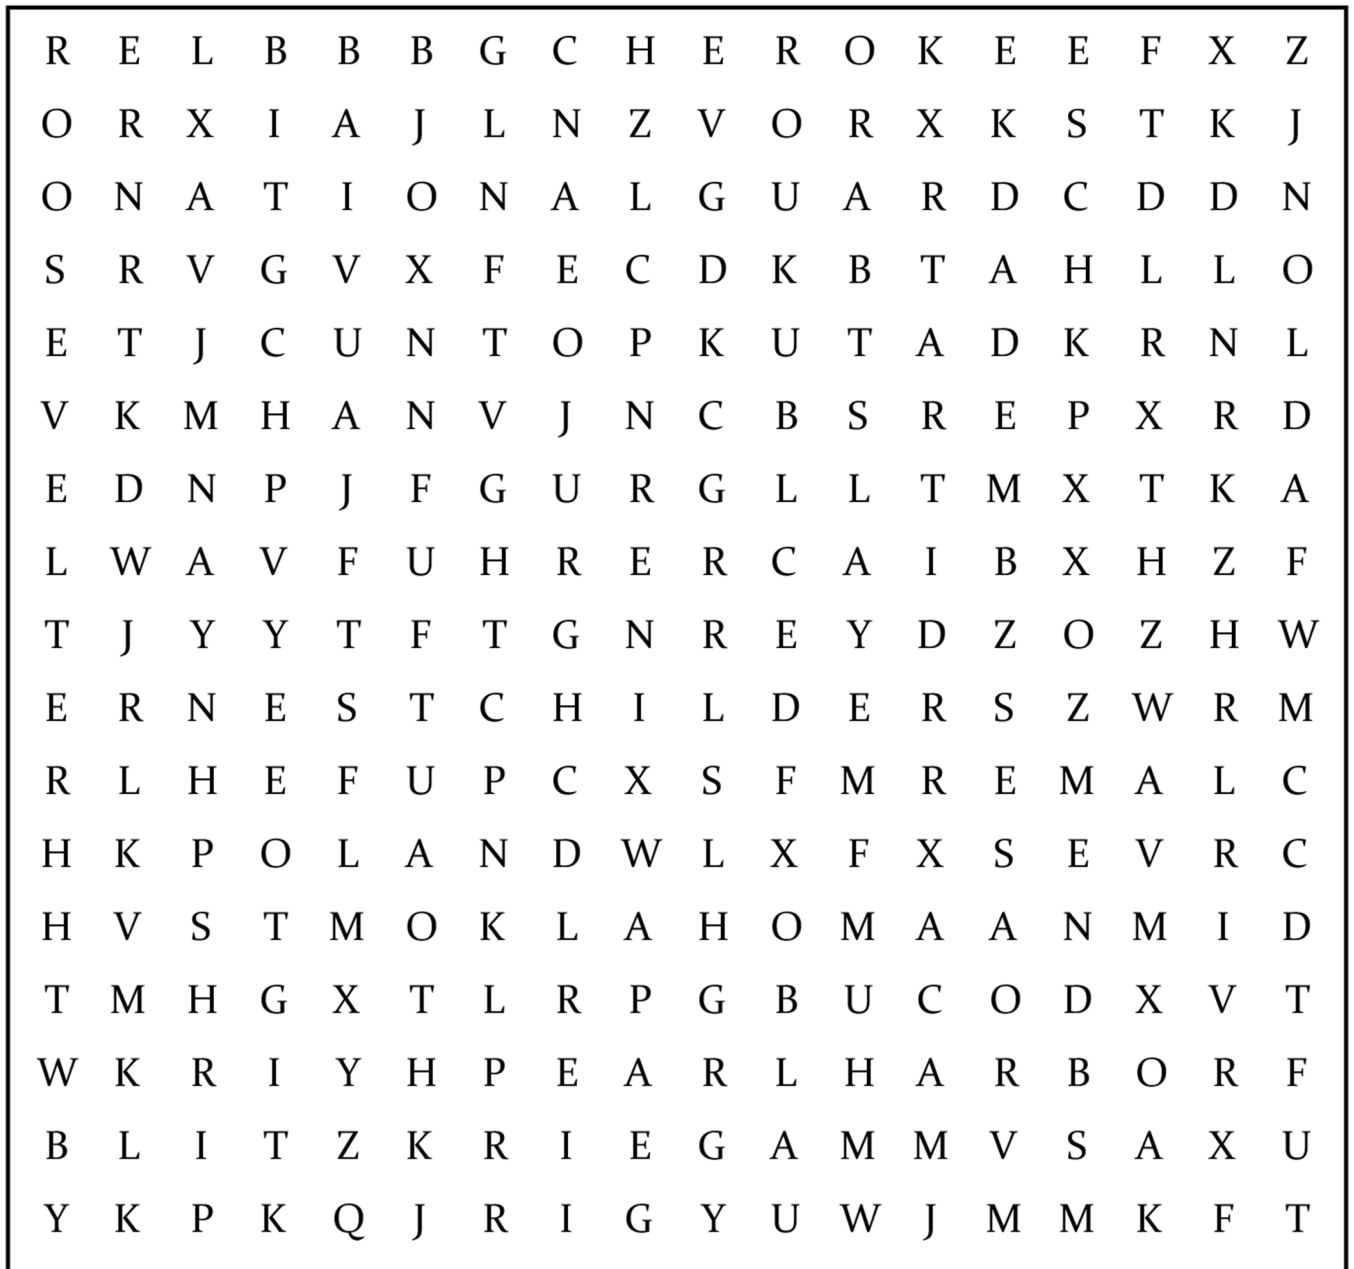 R E L B B B G C H E R O K E E F X Z
O R X I A J L N Z V O R X K S T K J
O N A T I O N A L G U A R D C D D N
S R V G V X F E C D K B T A H L L O
E T J C U N T O P K U T A D K R N L
V K M H A N V J N C B S R E P X R D
E D N P J F G U R G L L T M X T K A
L W A V F U H R E R C A I B X H Z F
T J Y Y T F T G N R E Y D Z O Z H W
E R N E S T C H I L D E R S Z W R M
R L H E F U P C X S F M R E M A L C
H K P O L A N D W L X F X S E V R C
H V S T M O K L A H O M A A N M I D
T M H G X T L R P G B U C O D X V T
W K R I Y H P E A R L H A R B O R F
B L I T Z K R I E G A M M V S A X U
Y K P K Q J R I G Y U W J M M K F T